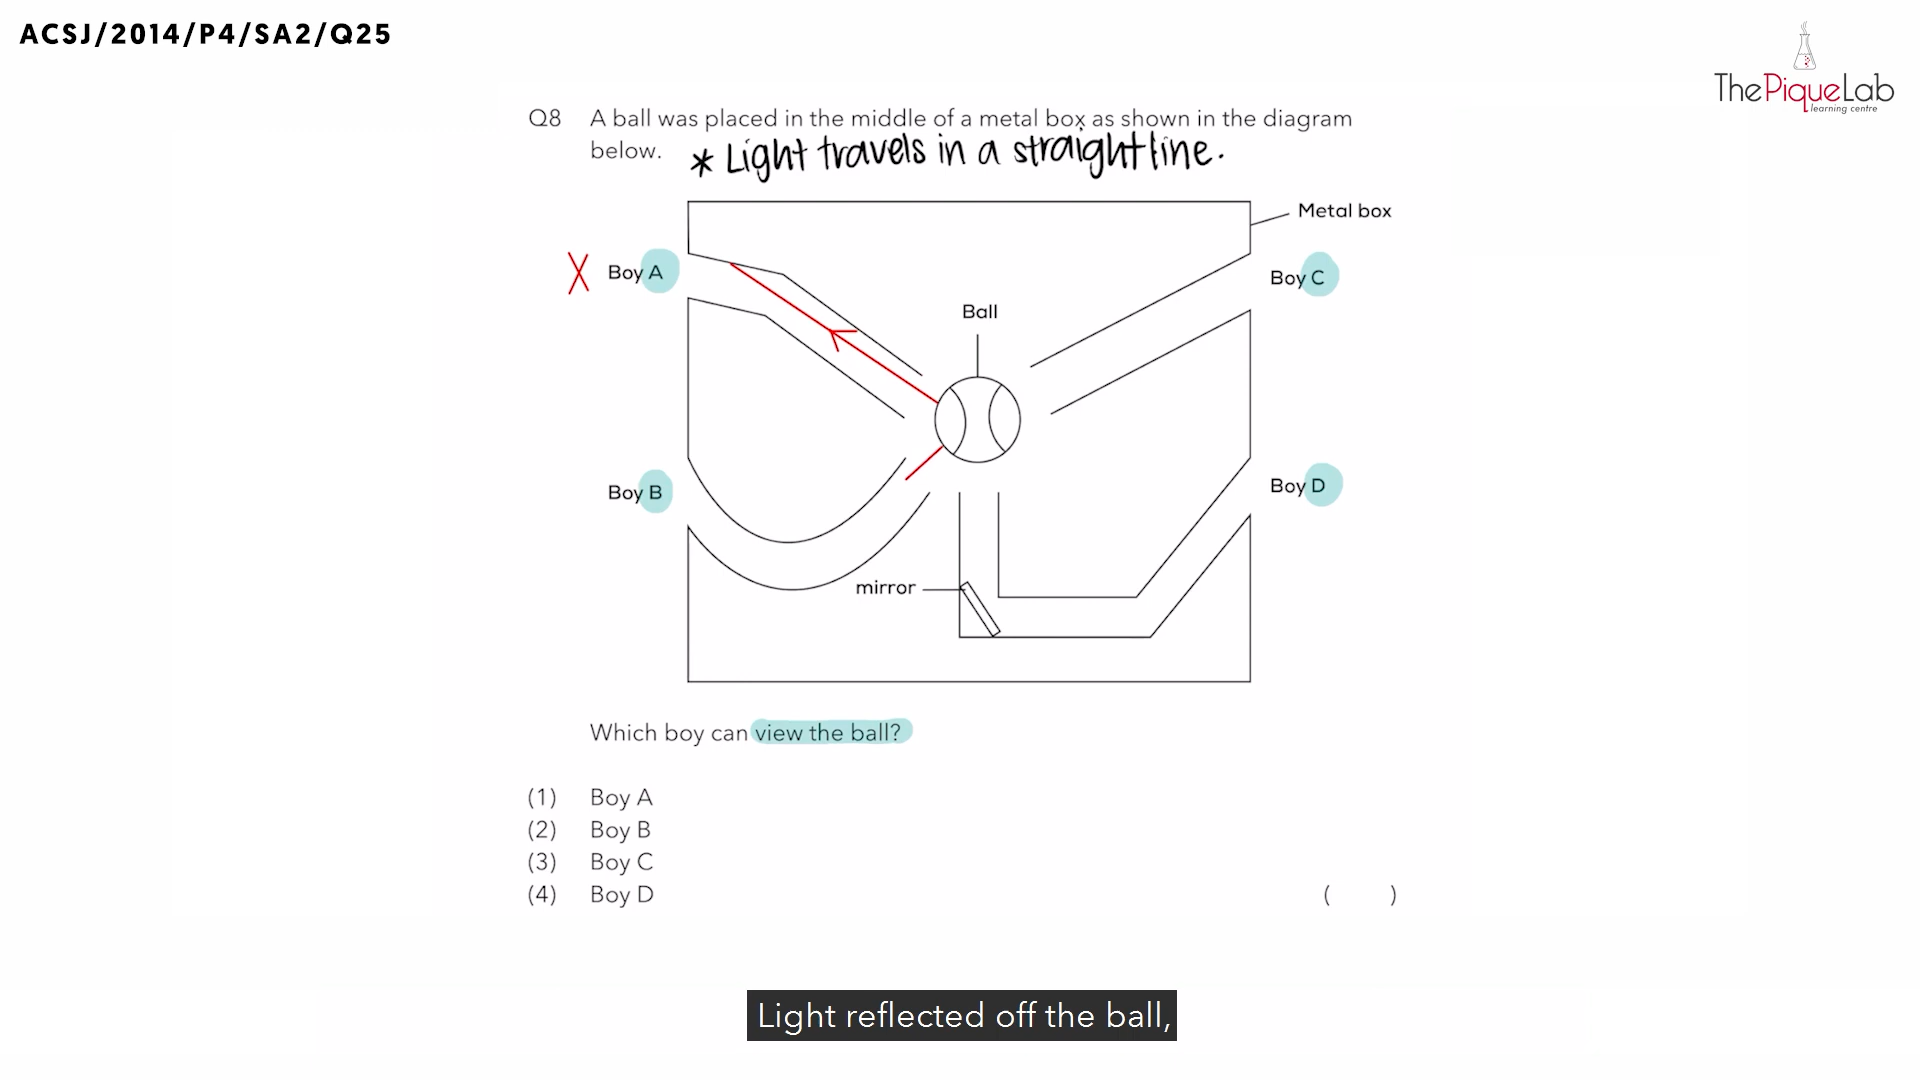 ACSJ/2014/P4/SA2/Q25
ThePiqueLab
learning centre
Q8 A ball was placed in the middle of a metal box as shown in the diagram
below.
* Light travels in a straight line.
Metal box
X Boy A
Boy C
Ball
Boy B
Boy D
mirror
Which boy can view the ball?
(1) Boy A
(2) Boy B
(3) Boy C
(4) Boy D ( )
Light reflected off the ball,